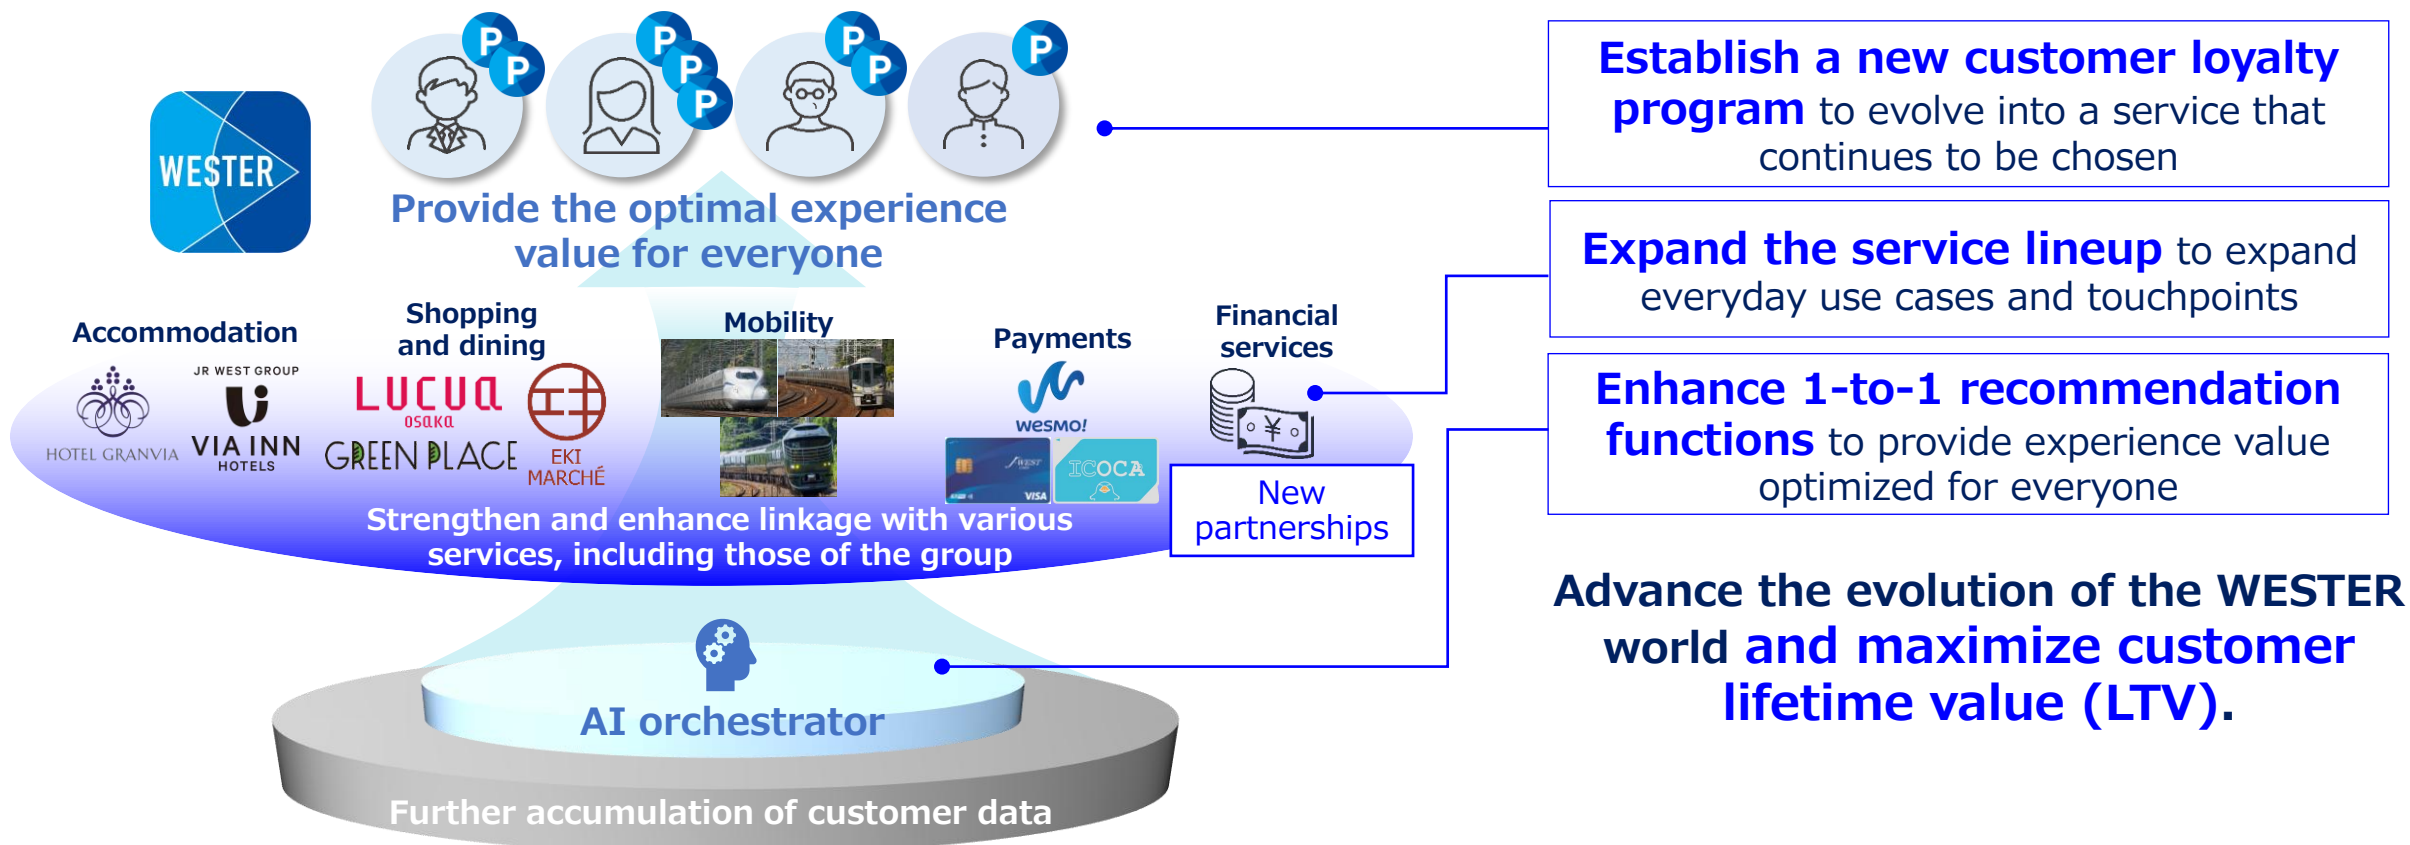 P
P
P
P
P
P
P
P
WESTER
Provide the optimal experience
value for everyone
Accommodation
HOTEL GRANVIA
JR WEST GROUP
VIA INN
HOTELS
Shopping
and dining
LUCUA
OSAKA
GREEN PLACE
EKI
MARCHÉ
Mobility
Payments
WESMO!
J-WEST
VISA
ICOCA
Financial
services
¥
New
partnerships
Strengthen and enhance linkage with various
services, including those of the group
AI orchestrator
Further accumulation of customer data
Establish a new customer loyalty
program to evolve into a service that
continues to be chosen
Expand the service lineup to expand
everyday use cases and touchpoints
Enhance 1-to-1 recommendation
functions to provide experience value
optimized for everyone
Advance the evolution of the WESTER
world and maximize customer
lifetime value (LTV).